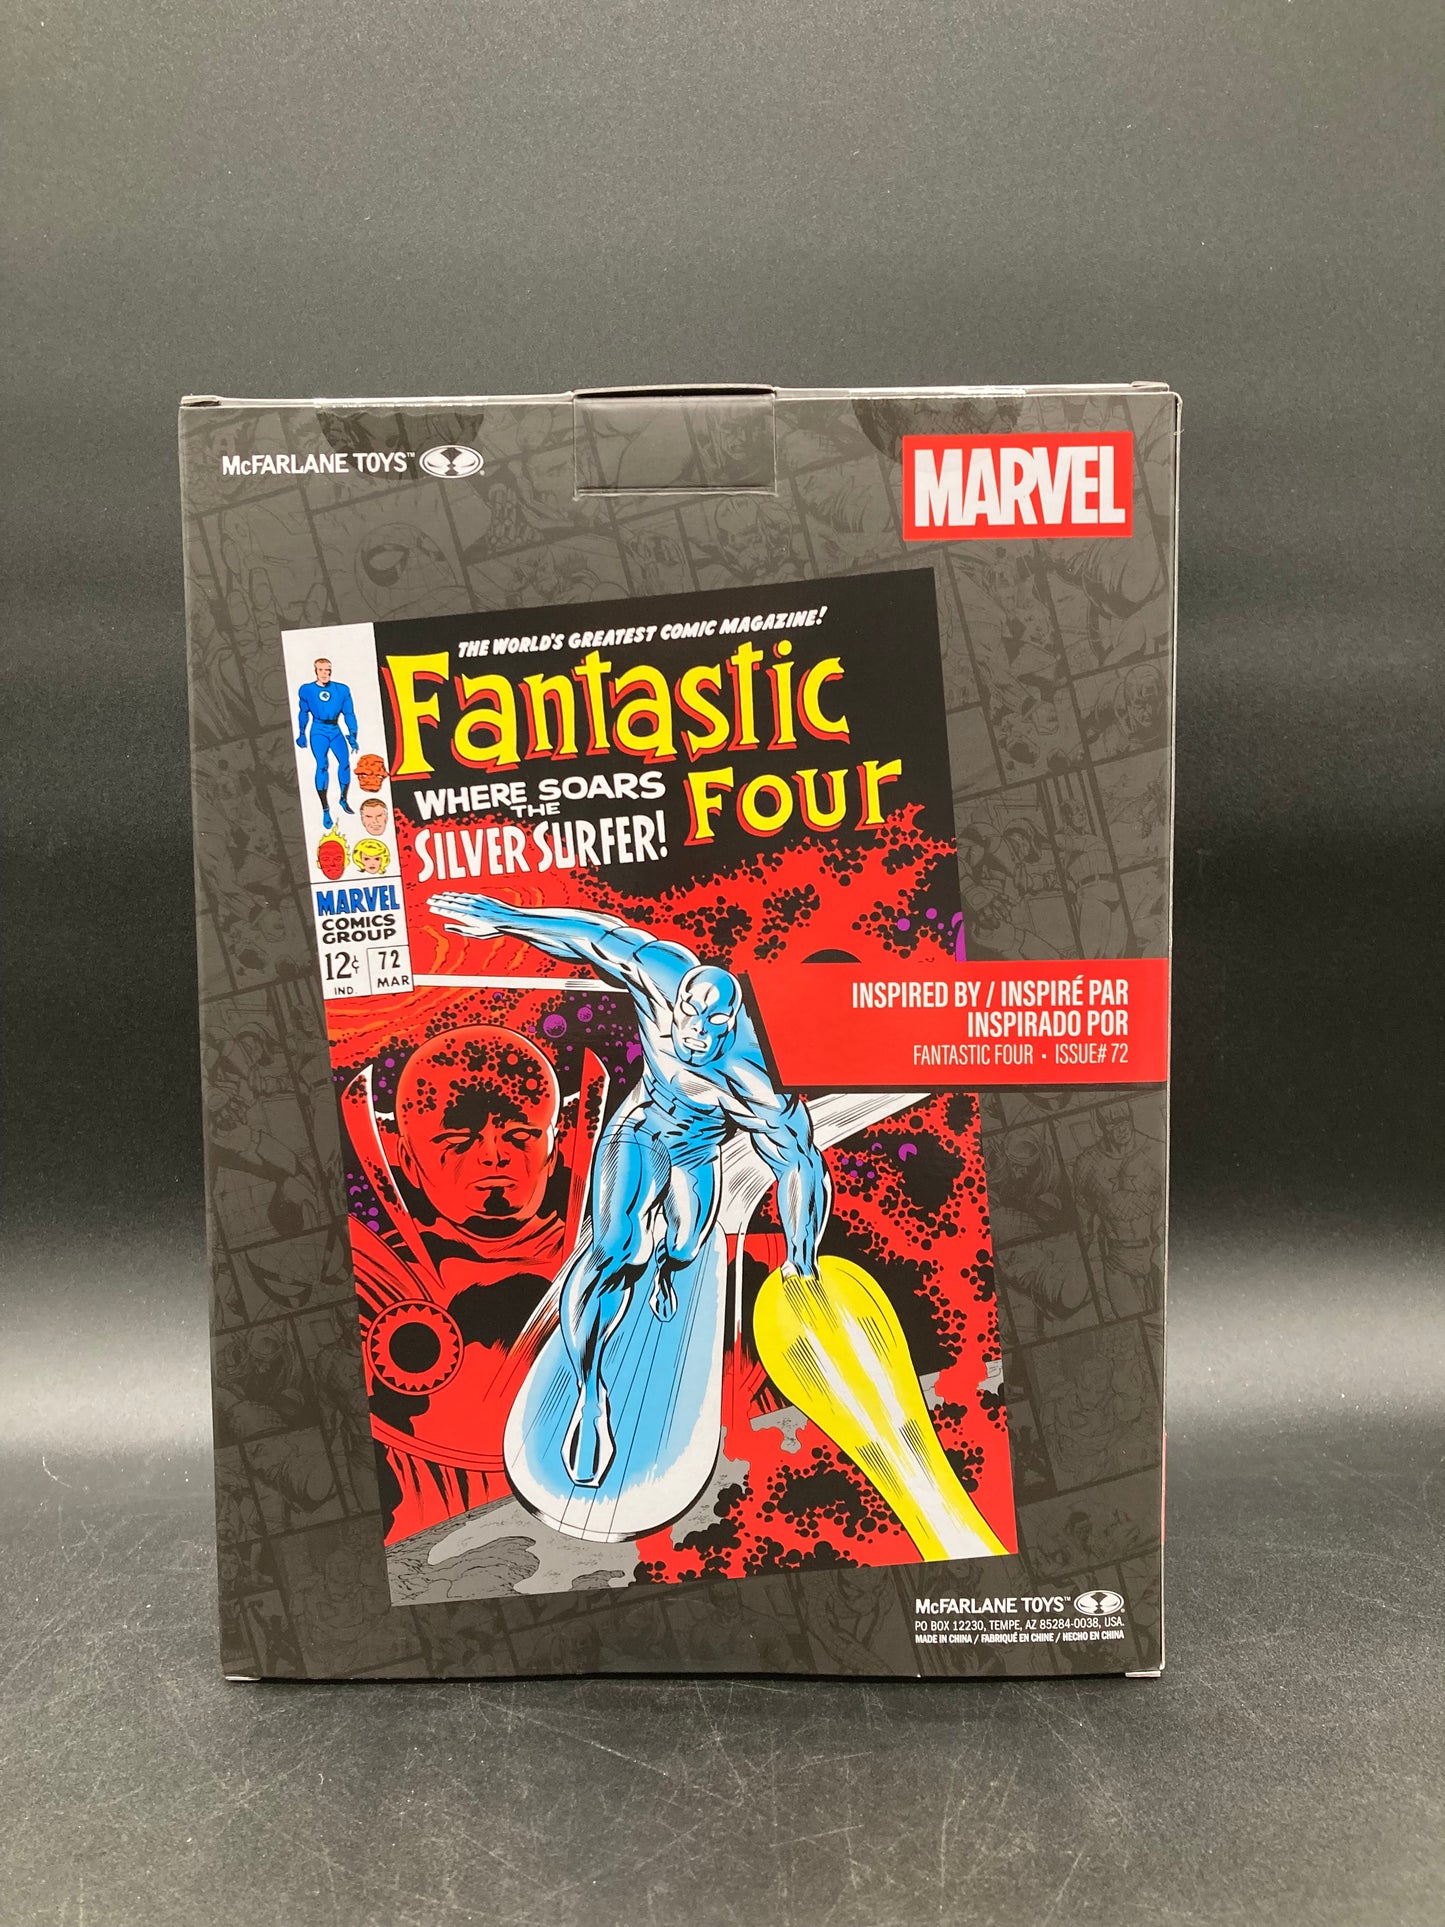 McFARLANE TOYS™
MARVEL
THE WORLD'S GREATEST COMIC MAGAZINE!
Fantastic
Four
WHERE SOARS
THE
SILVER SURFER!
MARVEL
COMICS
GROUP
12¢ 72
IND. MAR
INSPIRED BY / INSPIRÉ PAR
INSPIRADO POR
FANTASTIC FOUR • ISSUE# 72
McFARLANE TOYS™
PO BOX 12230, TEMPE, AZ 85284-0038, USA.
MADE IN CHINA / FABRIQUÉ EN CHINE / HECHO EN CHINA